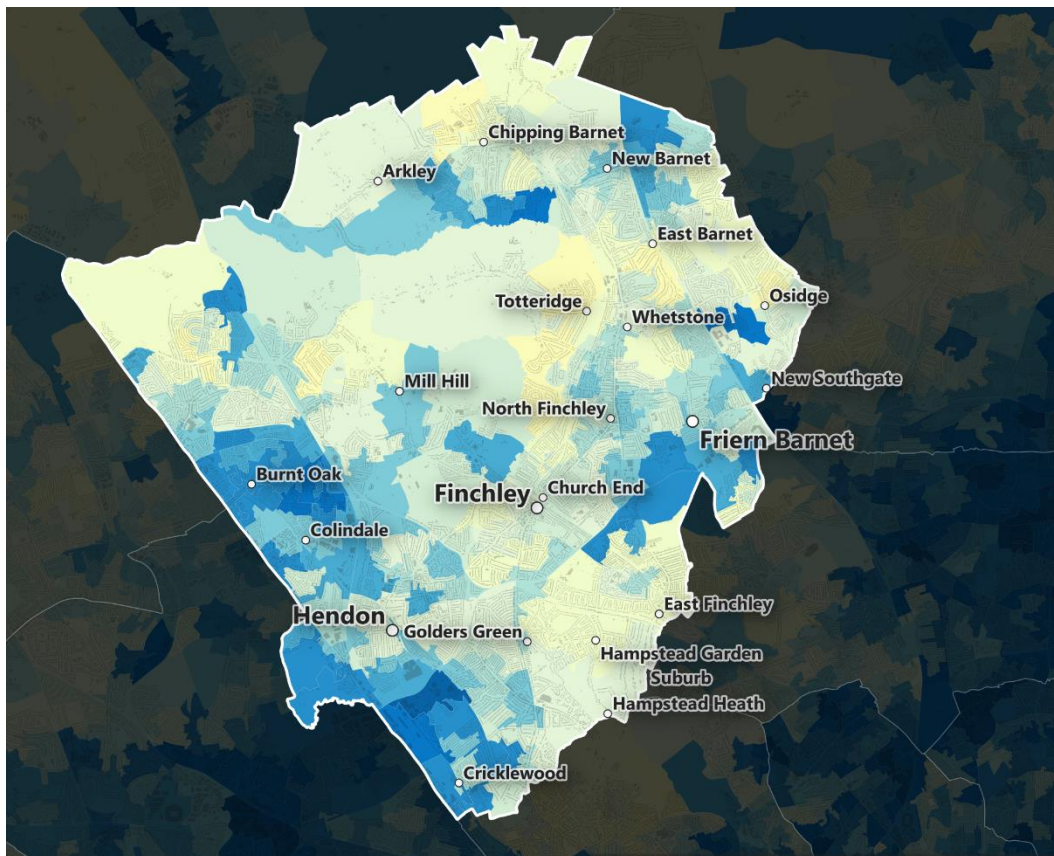 Chipping Barnet
New Barnet
Arkley
East Barnet
Totteridge
Osidge
Whetstone
Mill Hill
New Southgate
North Finchley
Friern Barnet
Burnt Oak
Finchley
Church End
Colindale
Hendon
Golders Green
East Finchley
Hampstead Garden
Suburb
Hampstead Heath
Cricklewood